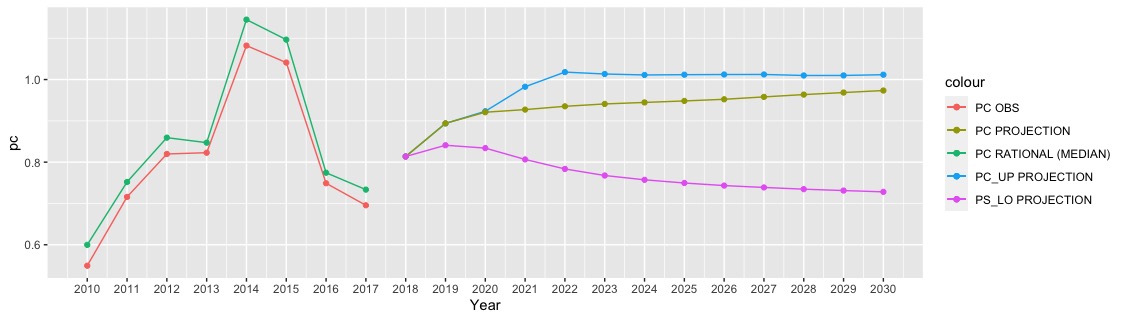 pc
1.0
0.8
0.6
2010 2011 2012 2013 2014 2015 2016 2017 2018 2019 2020 2021 2022 2023 2024 2025 2026 2027 2028 2029 2030
Year
colour
PC OBS
PC PROJECTION
PC RATIONAL (MEDIAN)
PC_UP PROJECTION
PS_LO PROJECTION